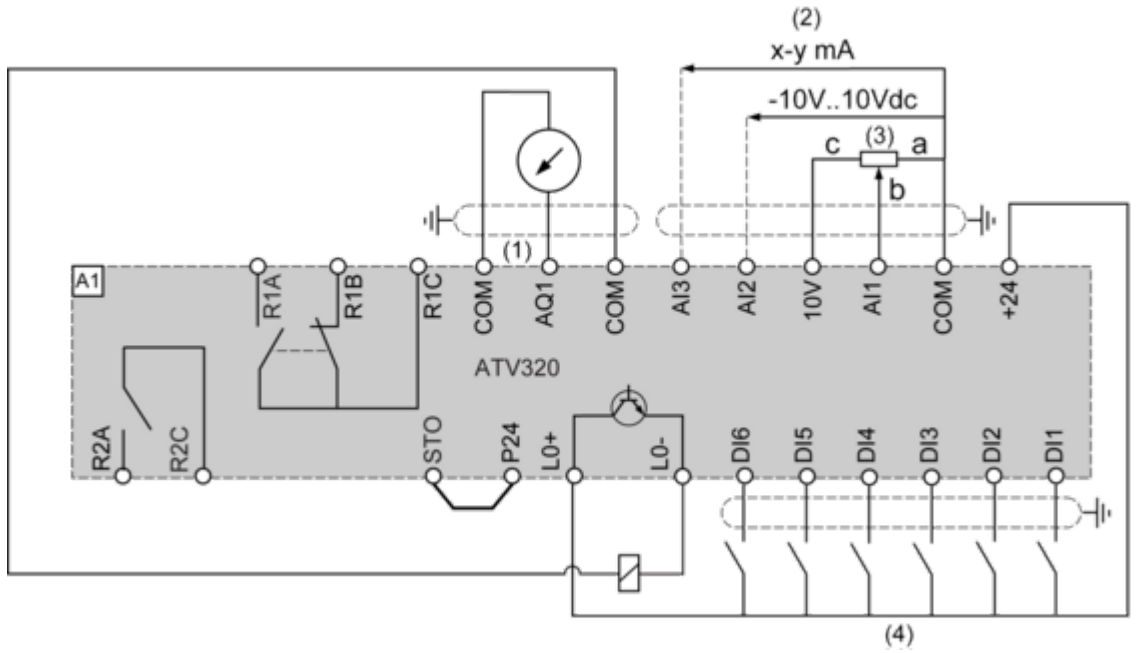 (2)
x-y mA
-10V..10Vdc
c (3) a
b
(1)
A1
R1A R1B R1C COM AQ1 COM AI3 AI2 10V AI1 COM +24
ATV320
R2A R2C STO P24 L0+ L0- DI6 DI5 DI4 DI3 DI2 DI1
(4)